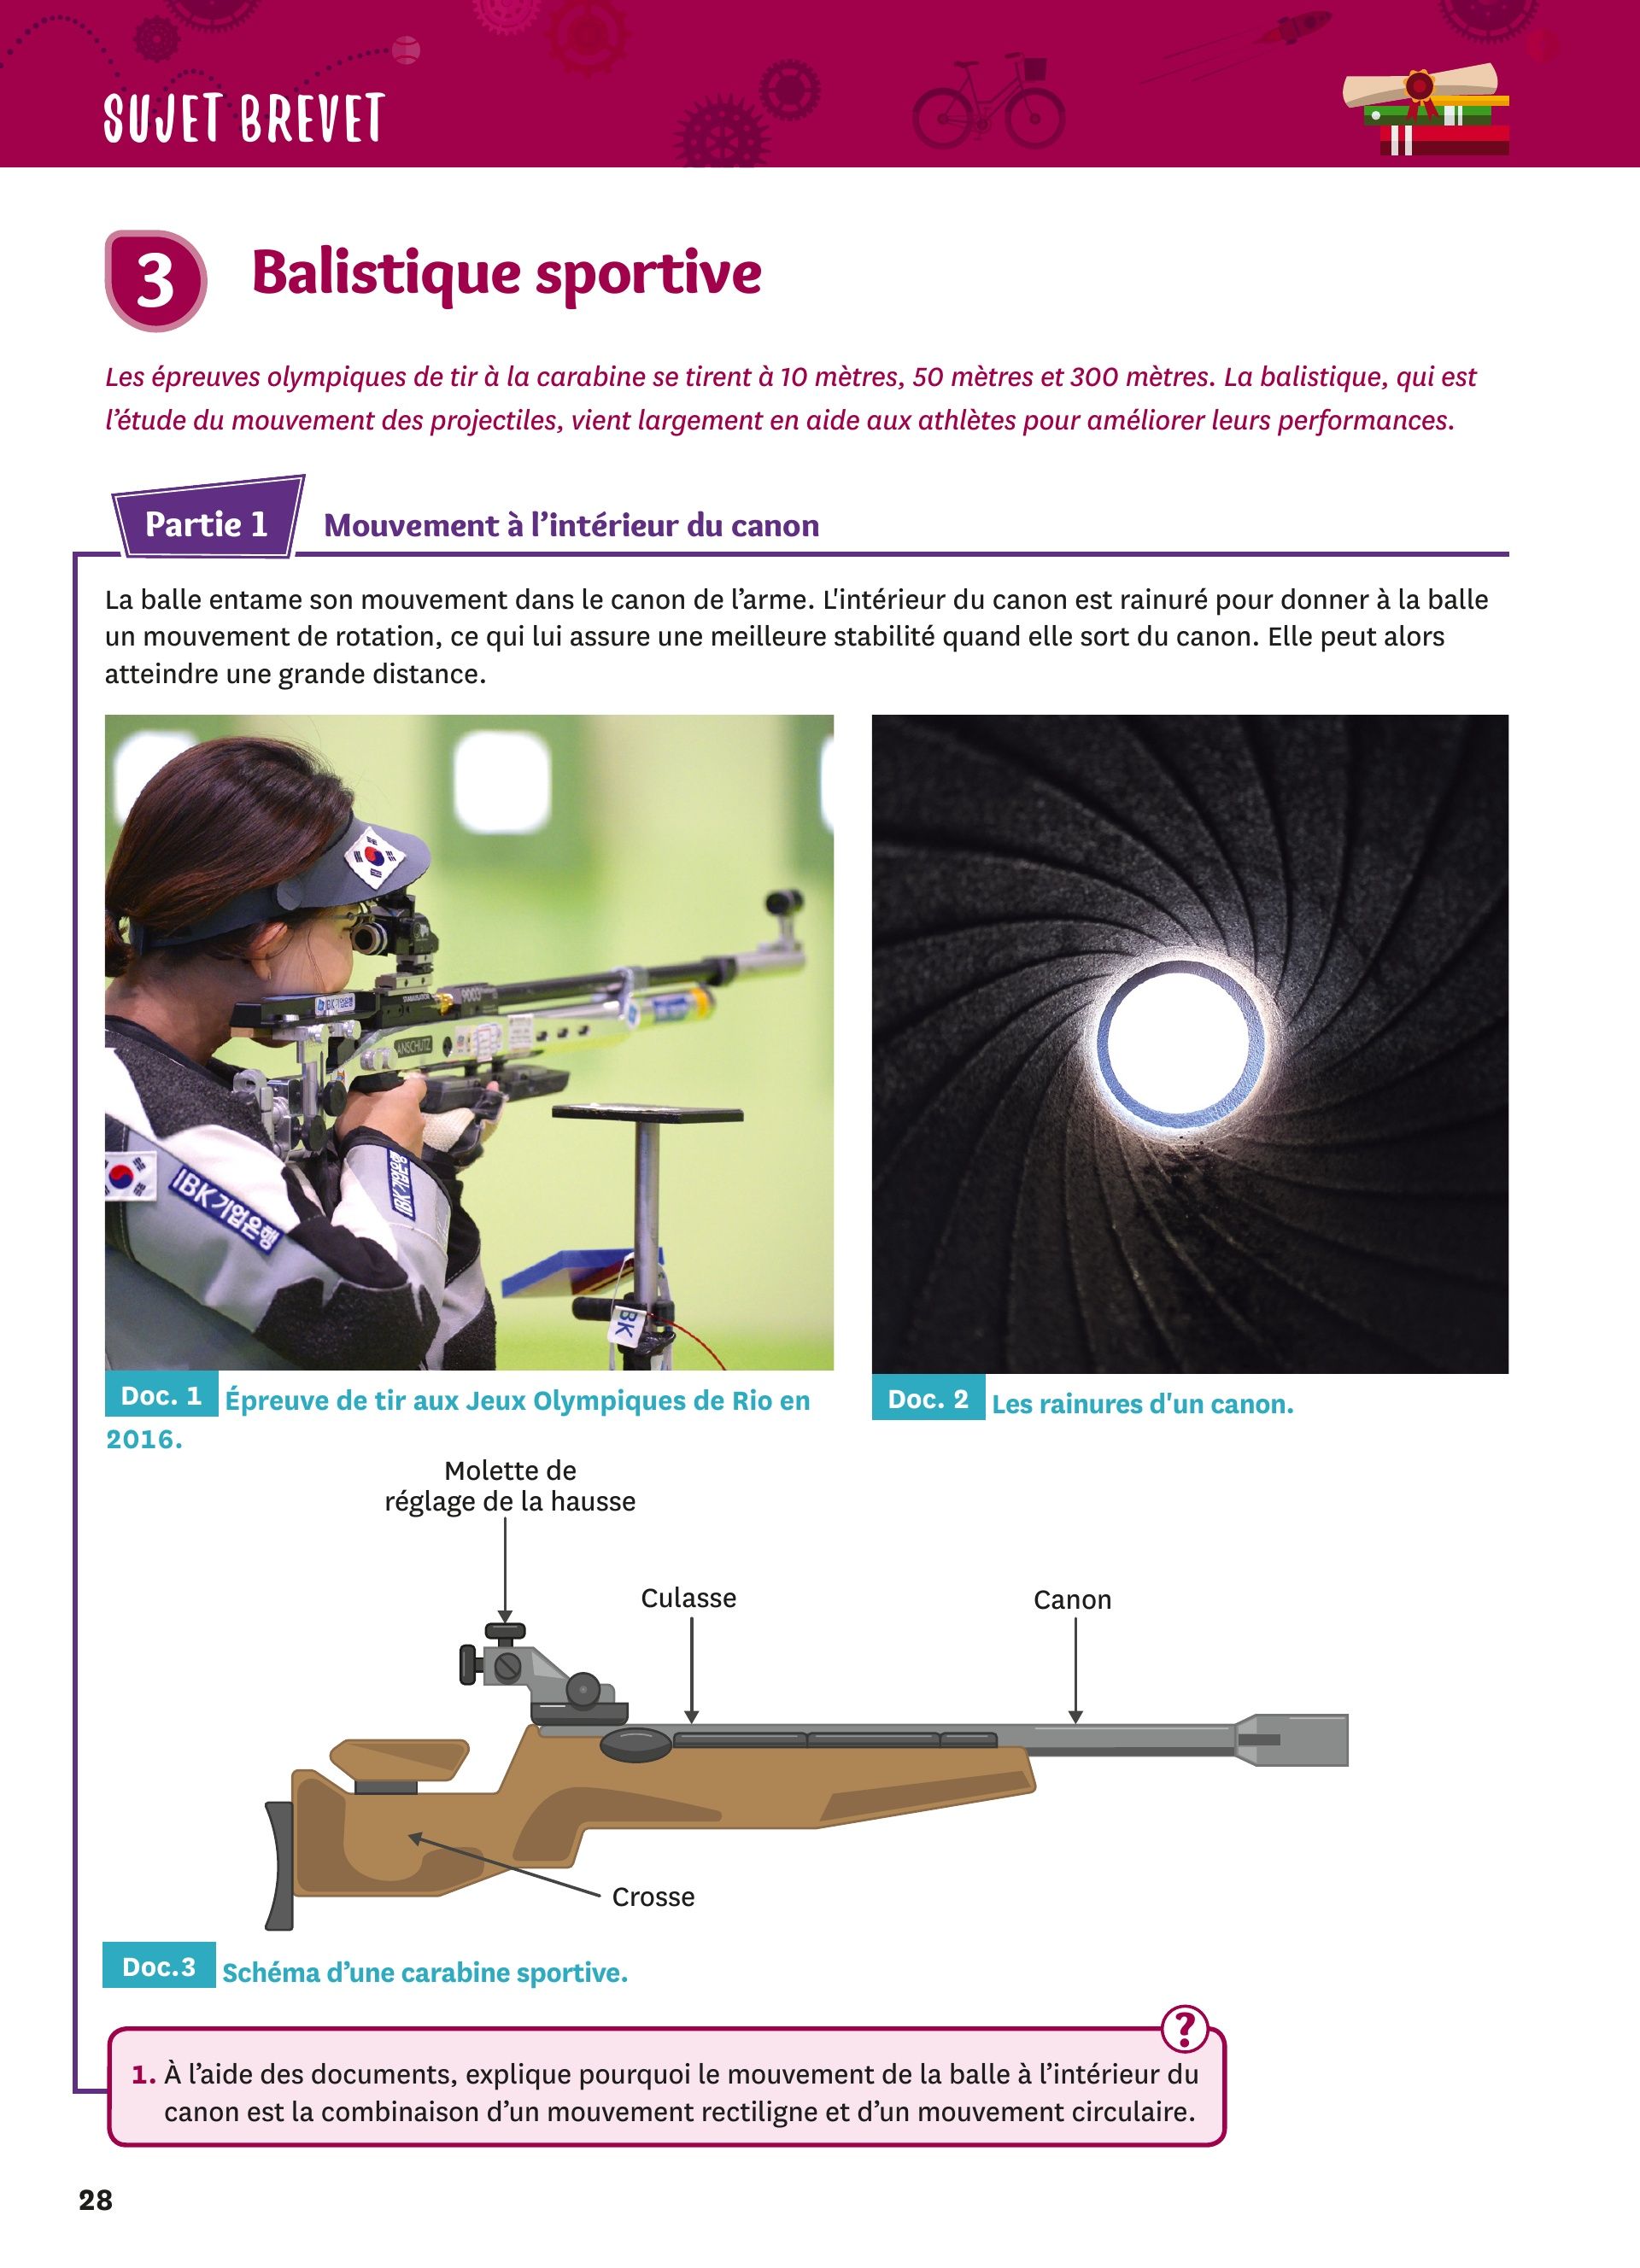 SUJET BREVET
3 Balistique sportive
Les épreuves olympiques de tir à la carabine se tirent à 10 mètres, 50 mètres et 300 mètres. La balistique, qui est
l’étude du mouvement des projectiles, vient largement en aide aux athlètes pour améliorer leurs performances.
Partie 1 Mouvement à l’intérieur du canon
La balle entame son mouvement dans le canon de l’arme. L'intérieur du canon est rainuré pour donner à la balle
un mouvement de rotation, ce qui lui assure une meilleure stabilité quand elle sort du canon. Elle peut alors
atteindre une grande distance.
9003
ANSCHUTZ
IBK 기업은행
IBK 기업은행
BK
Doc. 1 Épreuve de tir aux Jeux Olympiques de Rio en
2016.
Doc. 2 Les rainures d'un canon.
Molette de
réglage de la hausse
Culasse
Canon
Crosse
Doc.3 Schéma d’une carabine sportive.
?
1. À l’aide des documents, explique pourquoi le mouvement de la balle à l’intérieur du
canon est la combinaison d’un mouvement rectiligne et d’un mouvement circulaire.
28